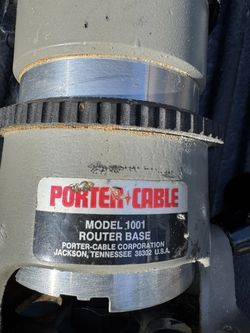 PORTER+CABLE
MODEL 1001
ROUTER BASE
PORTER-CABLE CORPORATION
JACKSON, TENNESSEE 38302 U.S.A.